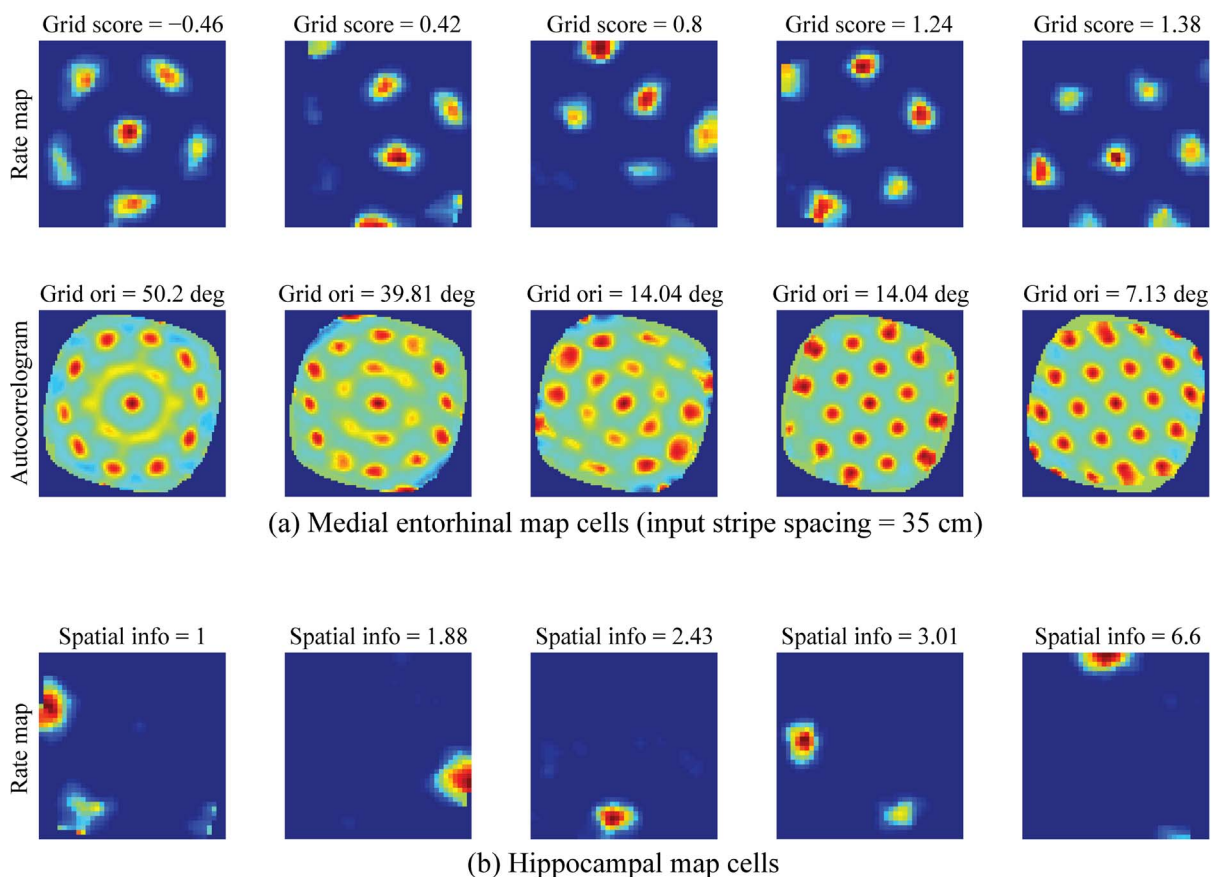 Grid score = −0.46
Grid score = 0.42
Grid score = 0.8
Grid score = 1.24
Grid score = 1.38
Rate map
Grid ori = 50.2 deg
Grid ori = 39.81 deg
Grid ori = 14.04 deg
Grid ori = 14.04 deg
Grid ori = 7.13 deg
Autocorrelogram
(a) Medial entorhinal map cells (input stripe spacing = 35 cm)
Spatial info = 1
Spatial info = 1.88
Spatial info = 2.43
Spatial info = 3.01
Spatial info = 6.6
Rate map
(b) Hippocampal map cells